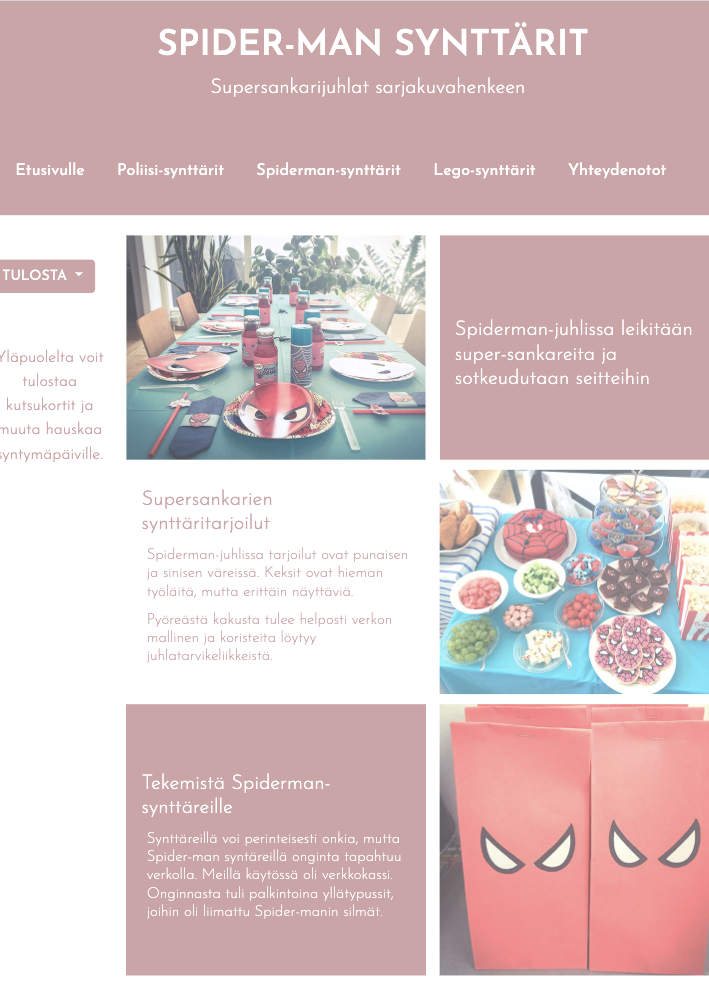 SPIDER-MAN SYNTTÄRIT
Supersankarijuhlat sarjakuvahenkeen
Etusivulle Poliisi-synttärit Spiderman-synttärit Lego-synttärit Yhteydenotot
TULOSTA
Yläpuolelta voit
tulostaa
kutsukortit ja
muuta hauskaa
syntymäpäiville.
Spiderman-juhlissa leikitään
super-sankareita ja
sotkeudutaan seitteihin
Supersankarien
synttäritarjoilut
Spiderman-juhlissa tarjoilut ovat punaisen
ja sinisen väreissä. Keksit ovat hieman
työläitä, mutta erittäin näyttäviä.
Pyöreästä kakusta tulee helposti verkon
mallinen ja koristeita löytyy
juhlatarvikeliikkeistä.
Tekemistä Spiderman-
synttäreille
Synttäreillä voi perinteisesti onkia, mutta
Spider-man syntäreillä onginta tapahtuu
verkolla. Meillä käytössä oli verkkokassi.
Onginnasta tuli palkintoina yllätypussit,
joihin oli liimattu Spider-manin silmät.